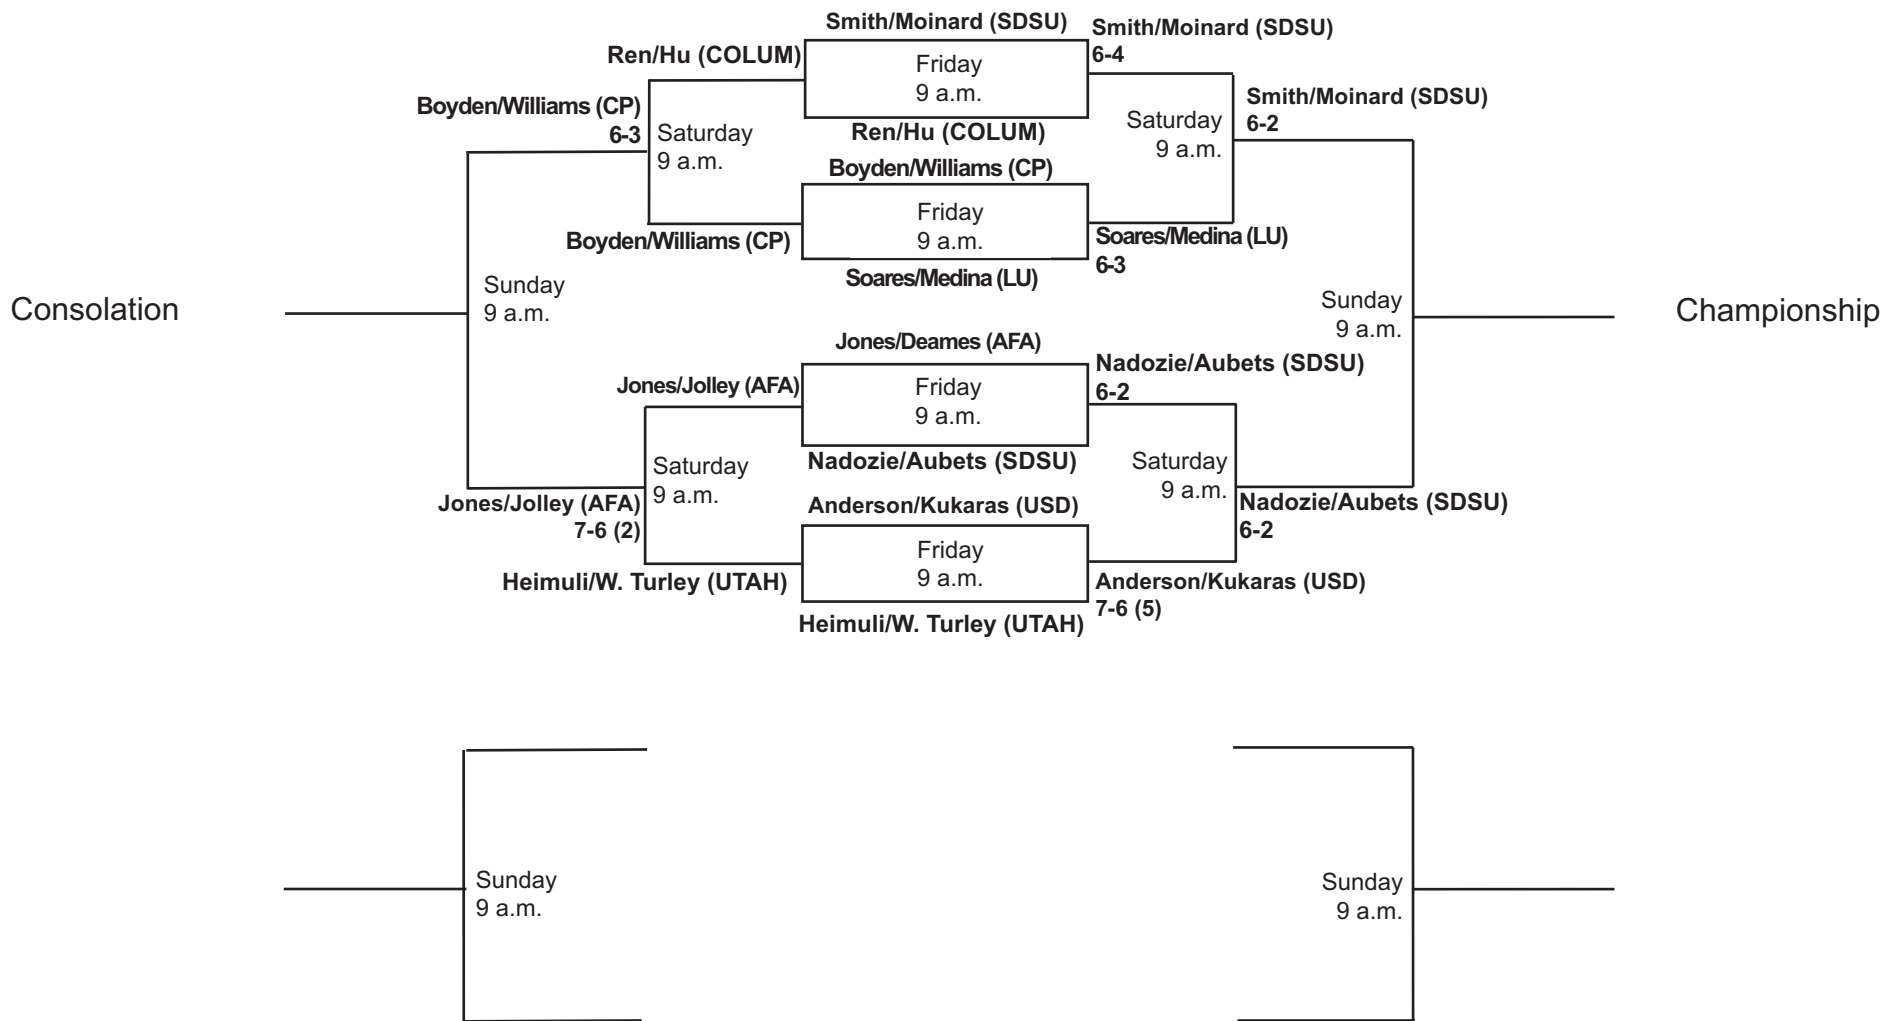 Smith/Moinard (SDSU)
Smith/Moinard (SDSU)
6-4
Ren/Hu (COLUM)
Friday
9 a.m.
Boyden/Williams (CP)
6-3
Smith/Moinard (SDSU)
6-2
Saturday
9 a.m.
Ren/Hu (COLUM)
Saturday
9 a.m.
Boyden/Williams (CP)
Friday
9 a.m.
Boyden/Williams (CP)
Soares/Medina (LU)
6-3
Soares/Medina (LU)
Sunday
9 a.m.
Consolation
Sunday
9 a.m.
Championship
Jones/Deames (AFA)
Nadozie/Aubets (SDSU)
6-2
Jones/Jolley (AFA)
Friday
9 a.m.
Nadozie/Aubets (SDSU)
Saturday
9 a.m.
Saturday
9 a.m.
Jones/Jolley (AFA)
7-6 (2)
Anderson/Kukaras (USD)
Nadozie/Aubets (SDSU)
6-2
Friday
9 a.m.
Heimuli/W. Turley (UTAH)
Anderson/Kukaras (USD)
7-6 (5)
Heimuli/W. Turley (UTAH)
Sunday
9 a.m.
Sunday
9 a.m.